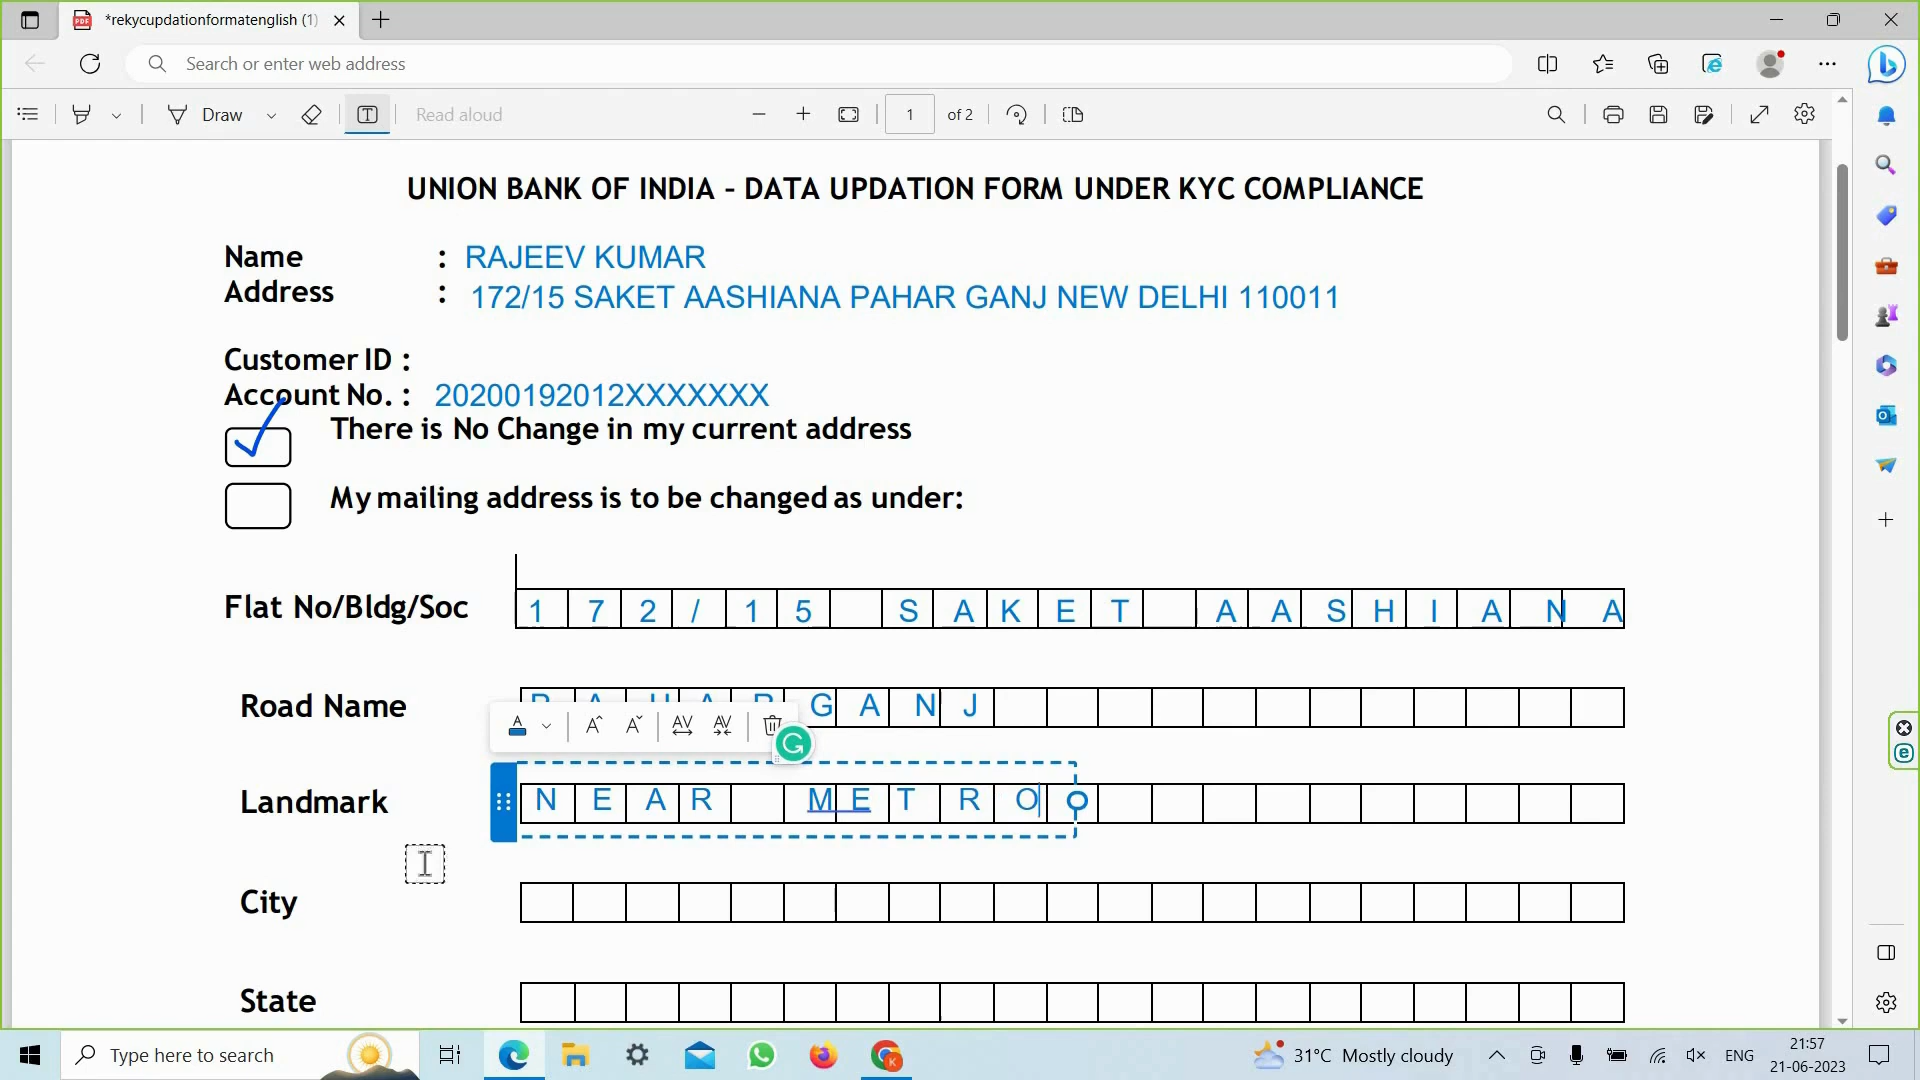 *rekycupdationformatenglish (1)
Search or enter web address
Draw
Read aloud
1 of 2
UNION BANK OF INDIA – DATA UPDATION FORM UNDER KYC COMPLIANCE
Name : RAJEEV KUMAR
Address : 172/15 SAKET AASHIANA PAHAR GANJ NEW DELHI 110011
Customer ID :
Account No. : 20200192012XXXXXXX
There is No Change in my current address
My mailing address is to be changed as under:
Flat No/Bldg/Soc 1 7 2 / 1 5 S A K E T A A S H I A N A
Road Name P A H A R G A N J
Landmark N E A R M E T R O
City
State
Type here to search
31°C Mostly cloudy
ENG
21:57
21-06-2023